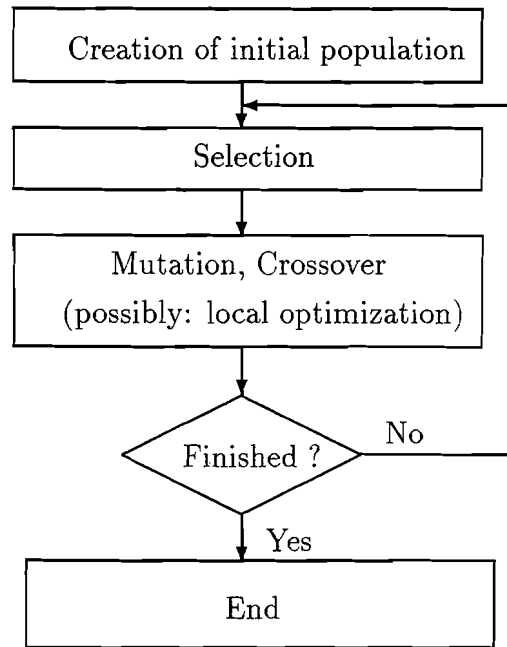 Creation of initial population
Selection
Mutation, Crossover
(possibly: local optimization)
Finished ?
No
Yes
End